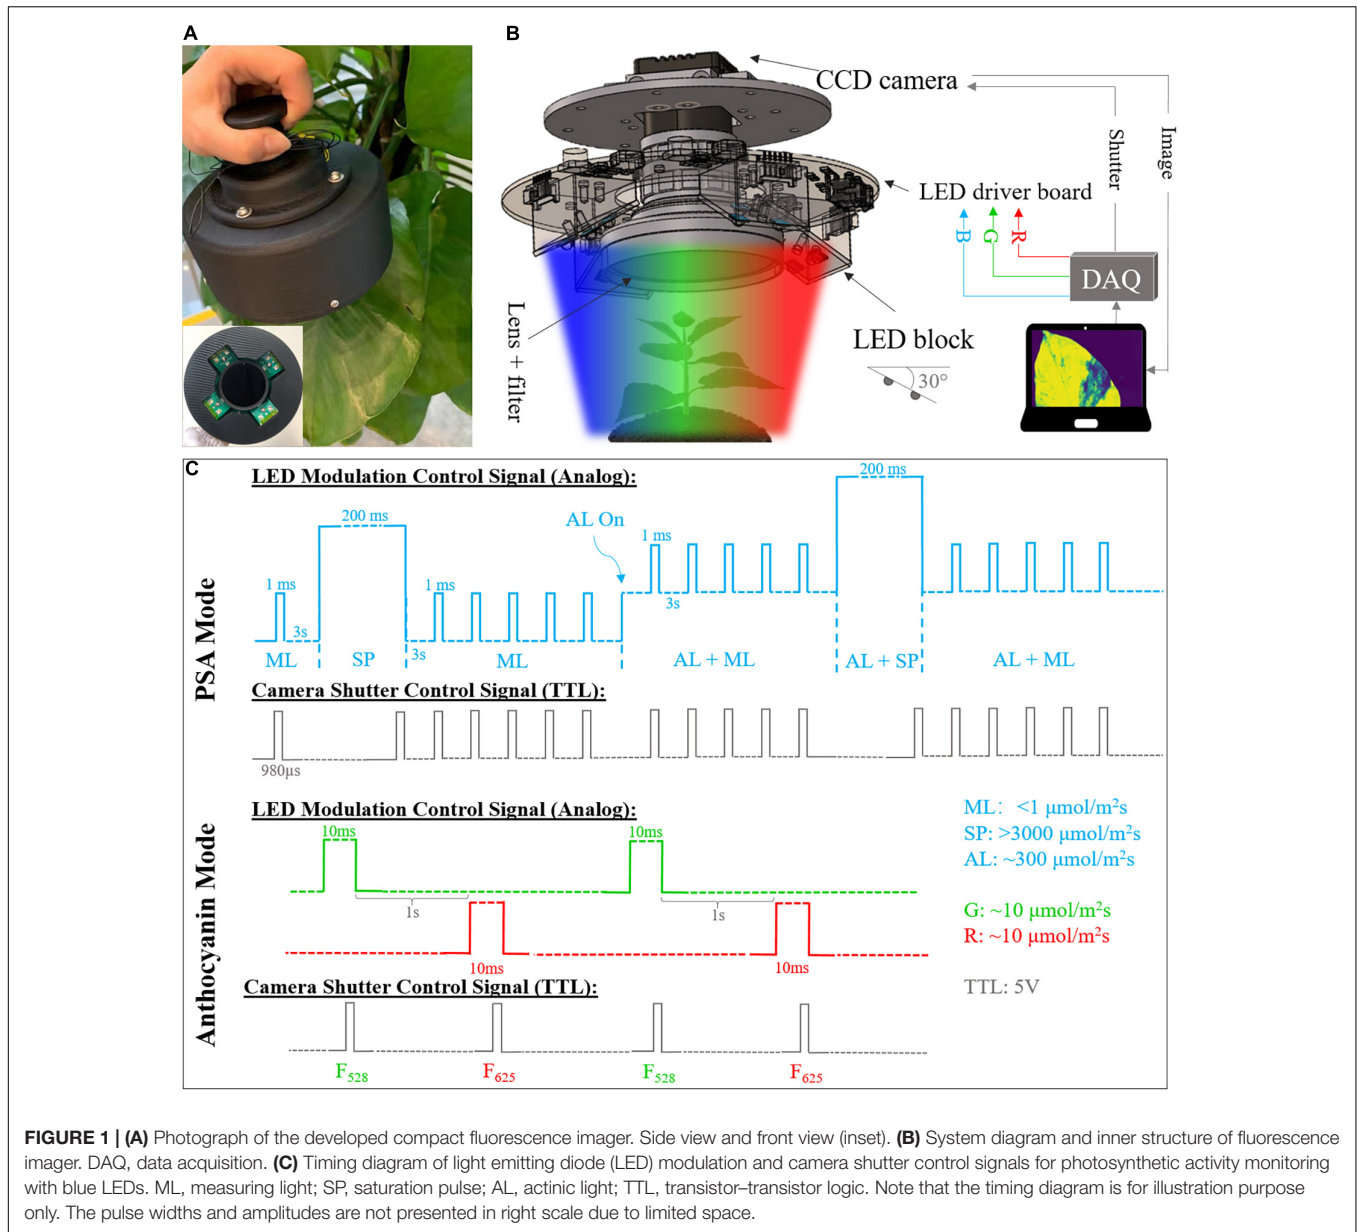 A
B
CCD camera
Shutter
Image
LED driver board
B
G
R
DAQ
Lens + filter
LED block
30°
C
LED Modulation Control Signal (Analog):
200 ms
200 ms
AL On
1 ms
1 ms
1 ms
3s
3s
3s
ML
SP
ML
AL + ML
AL + SP
AL + ML
PSA Mode
Camera Shutter Control Signal (TTL):
980µs
LED Modulation Control Signal (Analog):
10ms
10ms
1s
1s
10ms
10ms
Anthocyanin Mode
Camera Shutter Control Signal (TTL):
F528
F625
F528
F625
ML: <1 µmol/m²s
SP: >3000 µmol/m²s
AL: ~300 µmol/m²s
G: ~10 µmol/m²s
R: ~10 µmol/m²s
TTL: 5V
FIGURE 1 | (A) Photograph of the developed compact fluorescence imager. Side view and front view (inset). (B) System diagram and inner structure of fluorescence
imager. DAQ, data acquisition. (C) Timing diagram of light emitting diode (LED) modulation and camera shutter control signals for photosynthetic activity monitoring
with blue LEDs. ML, measuring light; SP, saturation pulse; AL, actinic light; TTL, transistor–transistor logic. Note that the timing diagram is for illustration purpose
only. The pulse widths and amplitudes are not presented in right scale due to limited space.